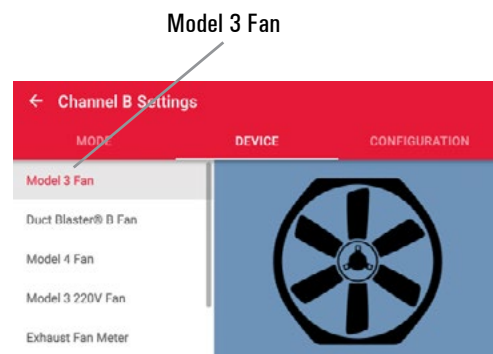 Model 3 Fan
← Channel B Settings
MODE DEVICE CONFIGURATION
Model 3 Fan
Duct Blaster® B Fan
Model 4 Fan
Model 3 220V Fan
Exhaust Fan Meter